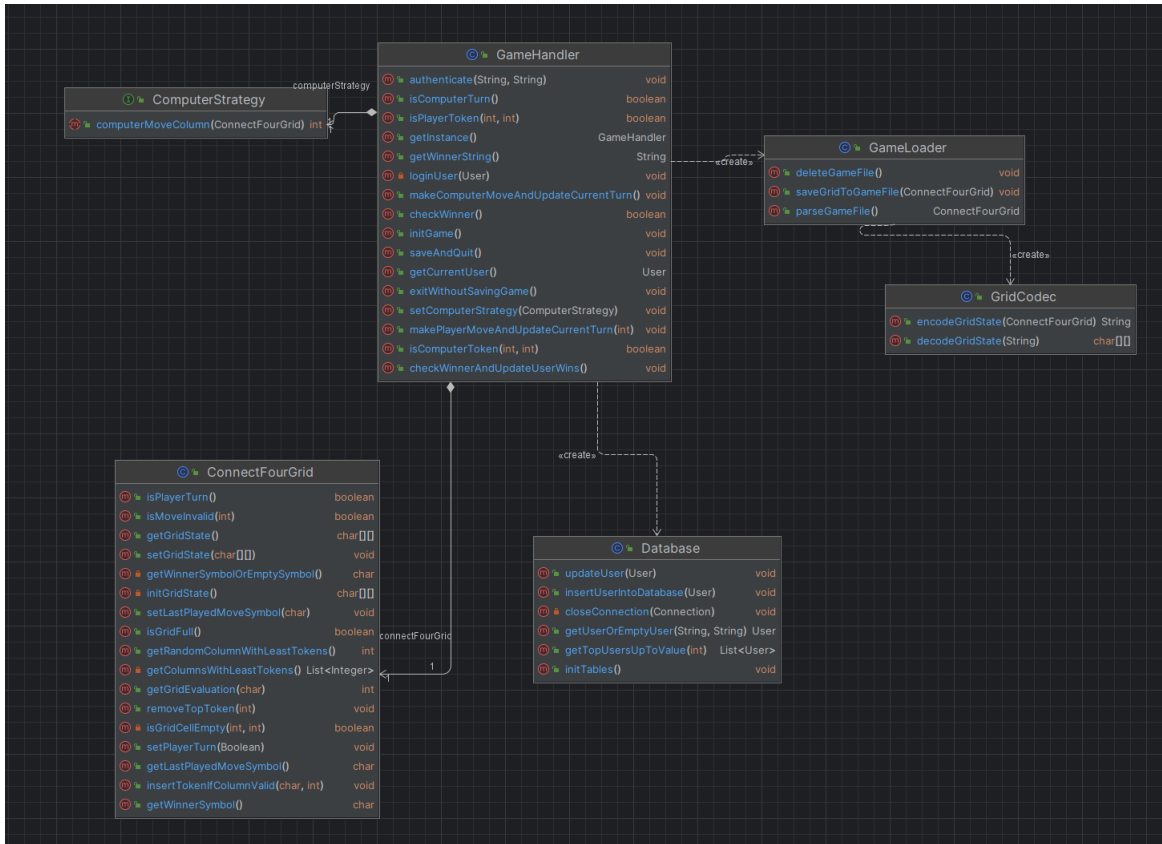 GameHandler
authenticate(String, String) void
isComputerTurn() boolean
isPlayerToken(int, int) boolean
getInstance() GameHandler
getWinnerString() String
loginUser(User) void
makeComputerMoveAndUpdateCurrentTurn() void
checkWinner() boolean
initGame() void
saveAndQuit() void
getCurrentUser() User
exitWithoutSavingGame() void
setComputerStrategy(ComputerStrategy) void
makePlayerMoveAndUpdateCurrentTurn(int) void
isComputerToken(int, int) boolean
checkWinnerAndUpdateUserWins() void
computerStrategy
1
ComputerStrategy
computerMoveColumn(ConnectFourGrid) int
«create»
GameLoader
deleteGameFile() void
saveGridToGameFile(ConnectFourGrid) void
parseGameFile() ConnectFourGrid
«create»
GridCodec
encodeGridState(ConnectFourGrid) String
decodeGridState(String) char[][]
ConnectFourGrid
isPlayerTurn() boolean
isMoveInvalid(int) boolean
getGridState() char[][]
setGridState(char[][]) void
getWinnerSymbolOrEmptySymbol() char
initGridState() char[][]
setLastPlayedMoveSymbol(char) void
isGridFull() boolean
getRandomColumnWithLeastTokens() int
getColumnsWithLeastTokens() List<Integer>
getGridEvaluation(char) int
removeTopToken(int) void
isGridCellEmpty(int, int) boolean
setPlayerTurn(Boolean) void
getLastPlayedMoveSymbol() char
insertTokenIfColumnValid(char, int) void
getWinnerSymbol() char
connectFourGrid
1
1
«create»
Database
updateUser(User) void
insertUserIntoDatabase(User) void
closeConnection(Connection) void
getUserOrEmptyUser(String, String) User
getTopUsersUpToValue(int) List<User>
initTables() void